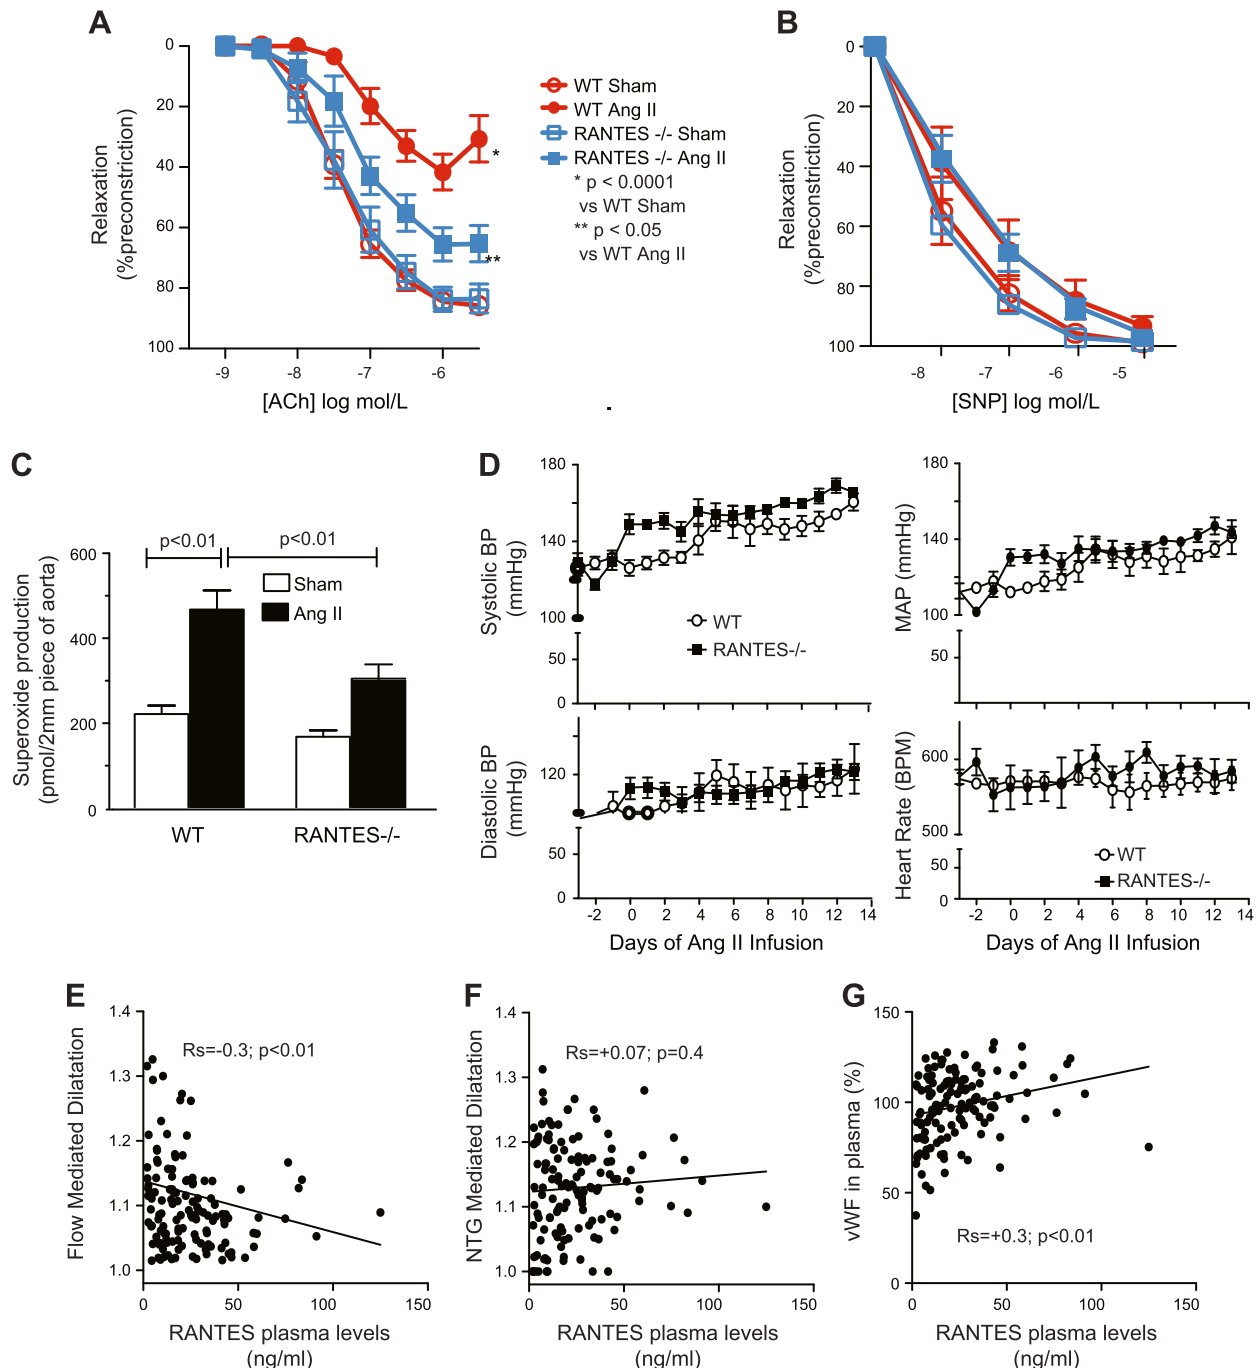 A
0
20
40
60
80
100
Relaxation
(%preconstriction)
-9
-8
-7
-6
[ACh] log mol/L
*
**
WT Sham
WT Ang II
RANTES -/- Sham
RANTES -/- Ang II
* p < 0.0001
vs WT Sham
** p < 0.05
vs WT Ang II
B
0
20
40
60
80
100
Relaxation
(%preconstriction)
-8
-7
-6
-5
[SNP] log mol/L
C
p<0.01
p<0.01
600
400
200
0
Superoxide production
(pmol/2mm piece of aorta)
Sham
Ang II
WT
RANTES-/-
D
180
140
100
50
0
Systolic BP
(mmHg)
WT
RANTES-/-
180
140
100
50
0
MAP (mmHg)
120
50
0
Diastolic BP
(mmHg)
-2 0 2 4 6 8 10 12 14
Days of Ang II Infusion
600
500
50
0
Heart Rate (BPM)
WT
RANTES-/-
-2 0 2 4 6 8 10 12 14
Days of Ang II Infusion
E
1.4
1.3
1.2
1.1
1.0
Flow Mediated Dilatation
Rs=-0.3; p<0.01
0 50 100 150
RANTES plasma levels
(ng/ml)
F
1.4
1.3
1.2
1.1
1.0
NTG Mediated Dilatation
Rs=+0.07; p=0.4
0 50 100 150
RANTES plasma levels
(ng/ml)
G
150
100
50
0
vWF in plasma (%)
Rs=+0.3; p<0.01
0 50 100 150
RANTES plasma levels
(ng/ml)